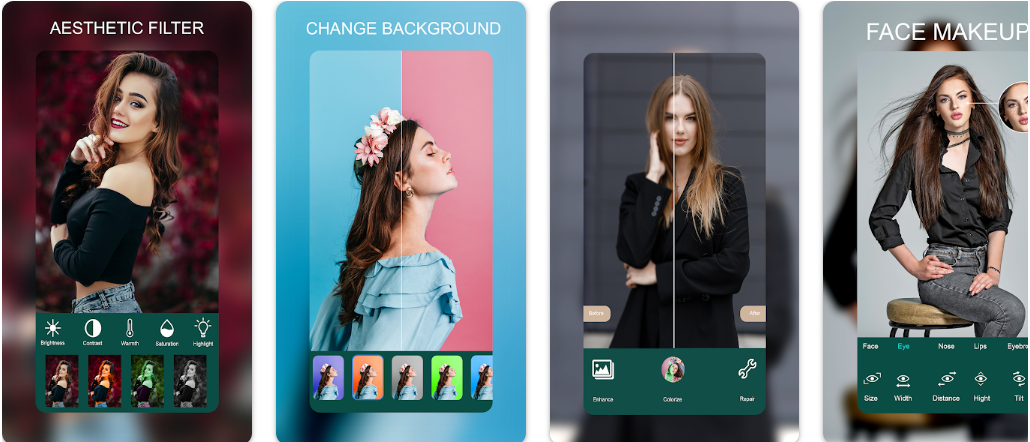 AESTHETIC FILTER
Brightness Contrast Warmth Saturation Highlight
CHANGE BACKGROUND
Before After
Enhance Colorize Repair
FACE MAKEUP
Face Eye Nose Lips Eyebro
Size Width Distance Hight Tilt